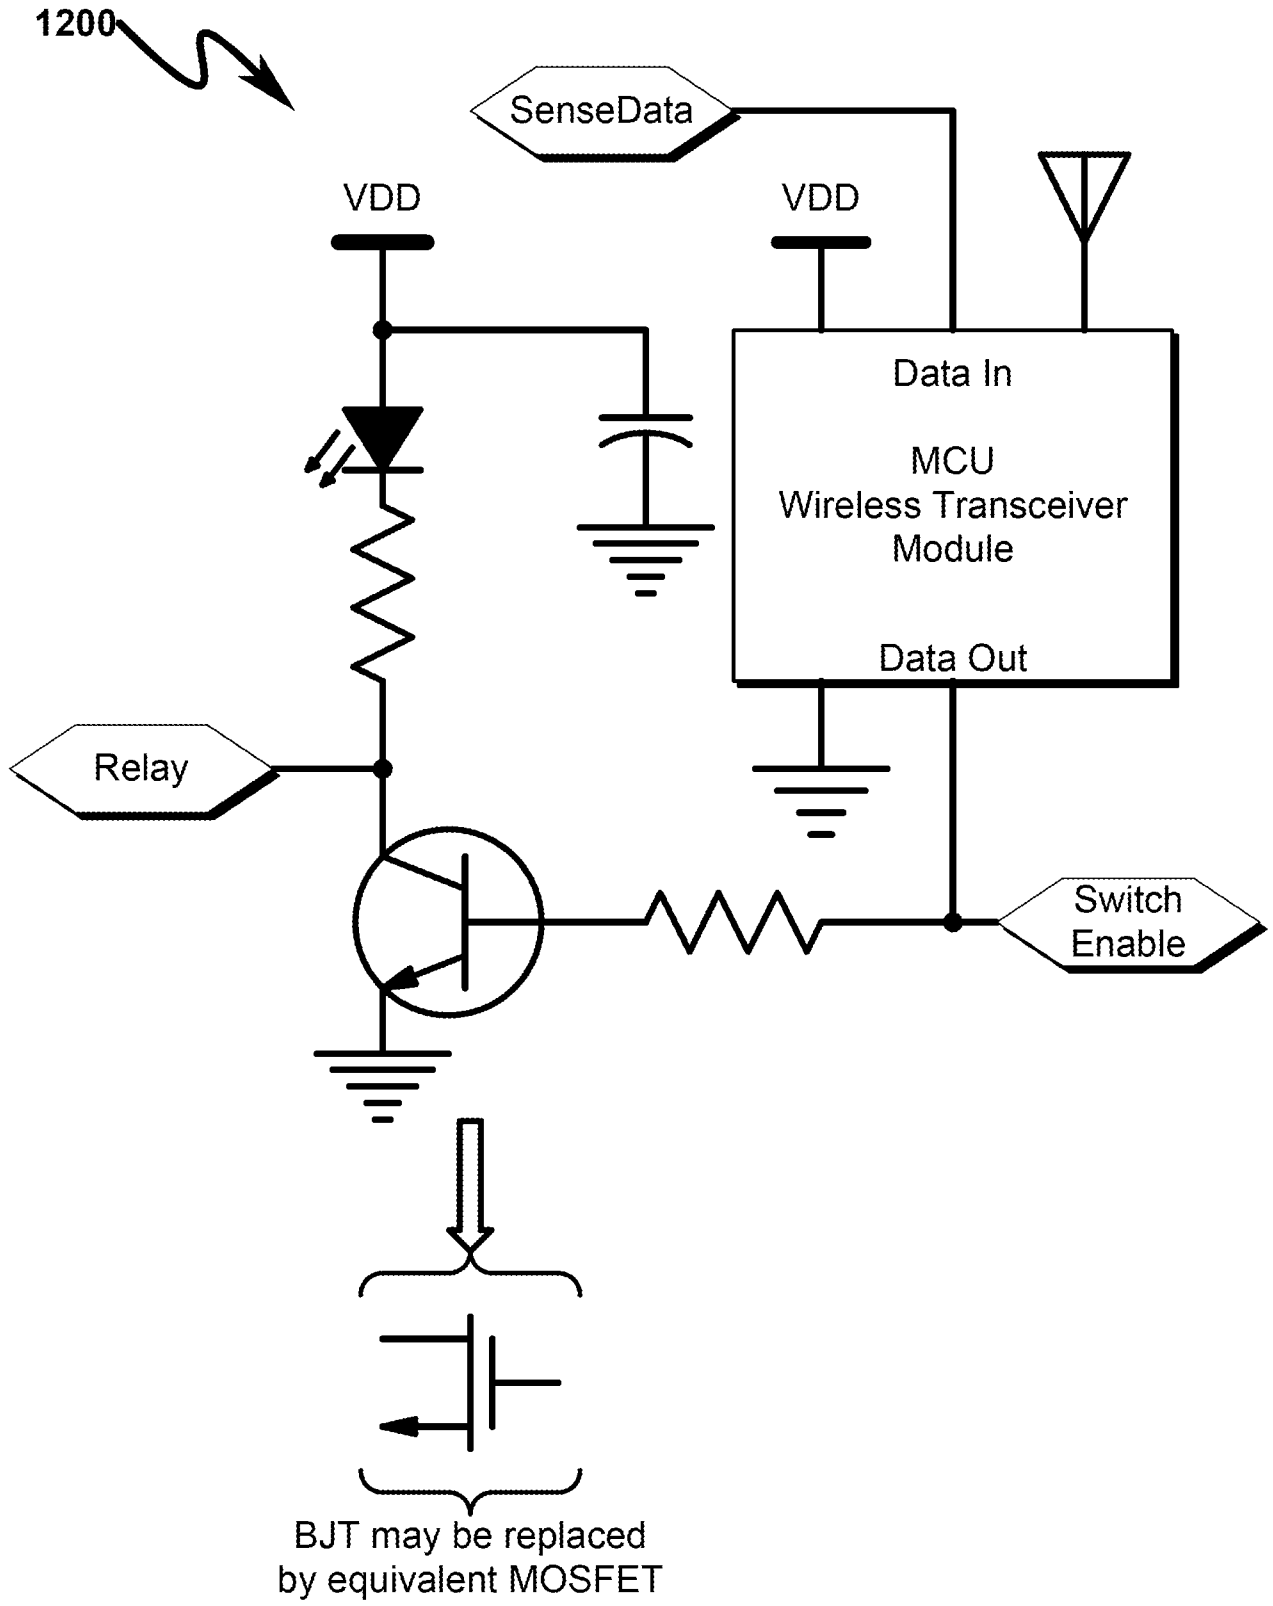 1200
SenseData
VDD
VDD
Data In
MCU
Wireless Transceiver
Module
Data Out
Relay
Switch
Enable
BJT may be replaced
by equivalent MOSFET